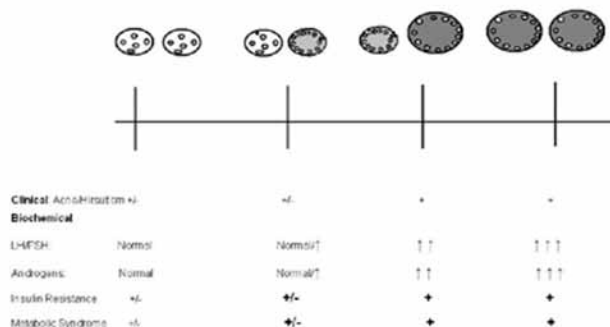 Clinical: Acne/Hirsutism +/- +/- + +
Biochemical
LH/FSH: Normal Normal/↑ ↑↑ ↑↑↑
Androgens: Normal Normal/↑ ↑↑ ↑↑↑
Insulin Resistance +/- +/- + +
Metabolic Syndrome +/- +/- + +